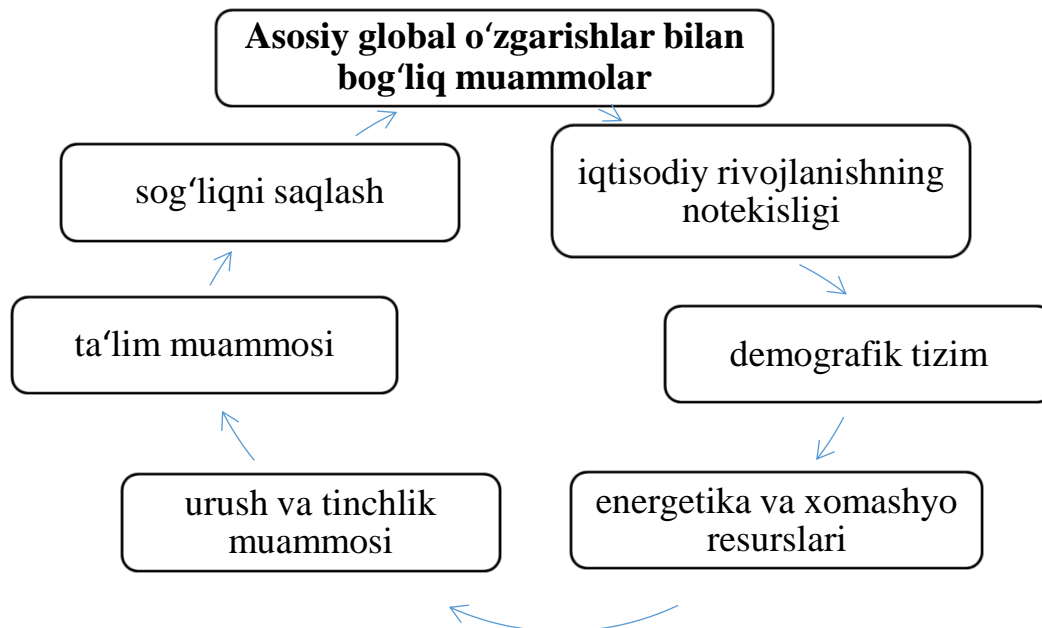 Asosiy global oʻzgarishlar bilan
bogʻliq muammolar
iqtisodiy rivojlanishning
notekisligi
demografik tizim
energetika va xomashyo
resurslari
urush va tinchlik
muammosi
taʻlim muammosi
sogʻliqni saqlash